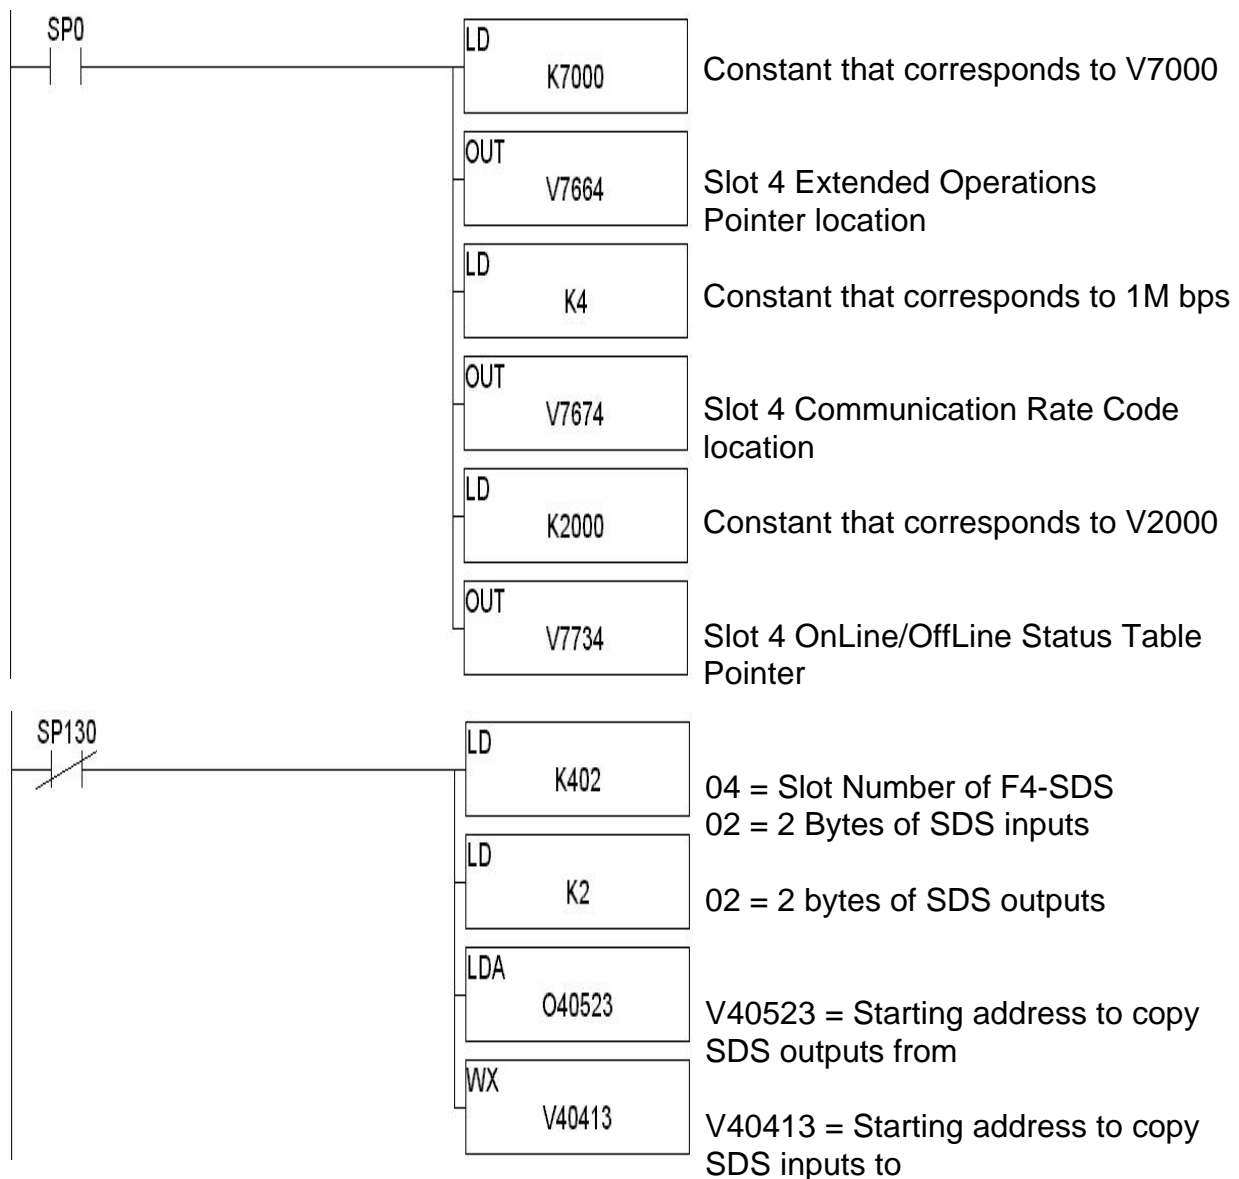 SP0
LD
K7000
Constant that corresponds to V7000
OUT
V7664
Slot 4 Extended Operations
Pointer location
LD
K4
Constant that corresponds to 1M bps
OUT
V7674
Slot 4 Communication Rate Code
location
LD
K2000
Constant that corresponds to V2000
OUT
V7734
Slot 4 OnLine/OffLine Status Table
Pointer
SP130
LD
K402
04 = Slot Number of F4-SDS
02 = 2 Bytes of SDS inputs
LD
K2
02 = 2 bytes of SDS outputs
LDA
O40523
V40523 = Starting address to copy
SDS outputs from
WX
V40413
V40413 = Starting address to copy
SDS inputs to